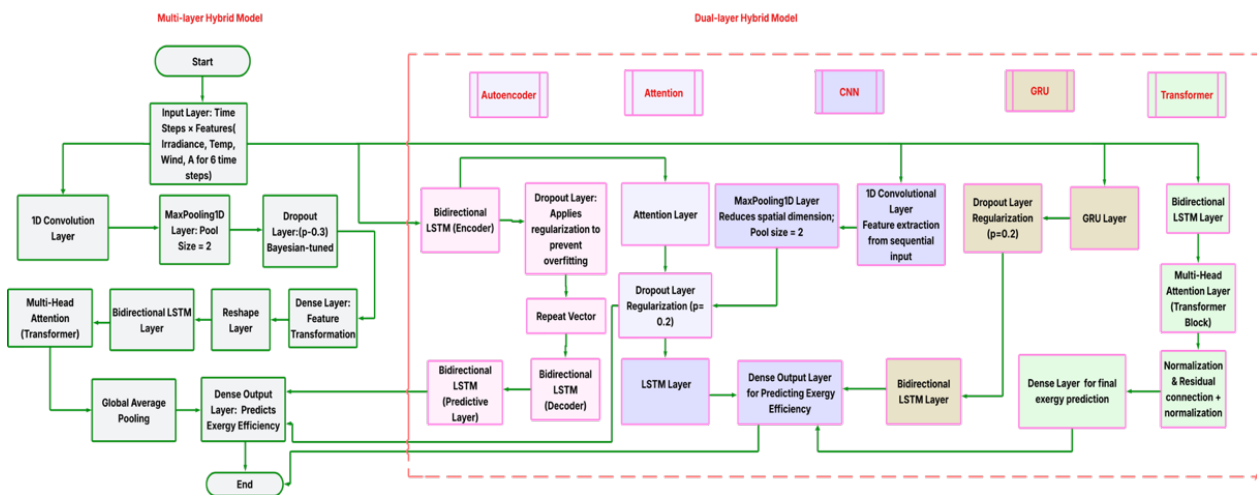 Multi-layer Hybrid Model
Dual-layer Hybrid Model
Start
Input Layer: Time
Steps × Features(
Irradiance, Temp,
Wind, A for 6 time
steps)
Autoencoder
Attention
CNN
GRU
Transformer
1D Convolution
Layer
MaxPooling1D
Layer: Pool
Size = 2
Dropout
Layer:(p-0.3)
Bayesian-tuned
Bidirectional
LSTM (Encoder)
Dropout Layer:
Applies
regularization to
prevent
overfitting
Attention Layer
MaxPooling1D Layer
Reduces spatial dimension;
Pool size = 2
1D Convolutional
Layer
Feature extraction
from sequential
input
Dropout Layer
Regularization
(p=0.2)
GRU Layer
Bidirectional
LSTM Layer
Multi-Head
Attention
(Transformer)
Bidirectional LSTM
Layer
Reshape
Layer
Dense Layer:
Feature
Transformation
Repeat Vector
Dropout Layer
Regularization (p=
0.2)
Multi-Head
Attention Layer
(Transformer
Block)
Global Average
Pooling
Dense Output
Layer: Predicts
Exergy Efficiency
Bidirectional
LSTM
(Predictive
Layer)
Bidirectional
LSTM
(Decoder)
LSTM Layer
Dense Output Layer
for Predicting Exergy
Efficiency
Bidirectional
LSTM Layer
Dense Layer for final
exergy prediction
Normalization
& Residual
connection +
normalization
End